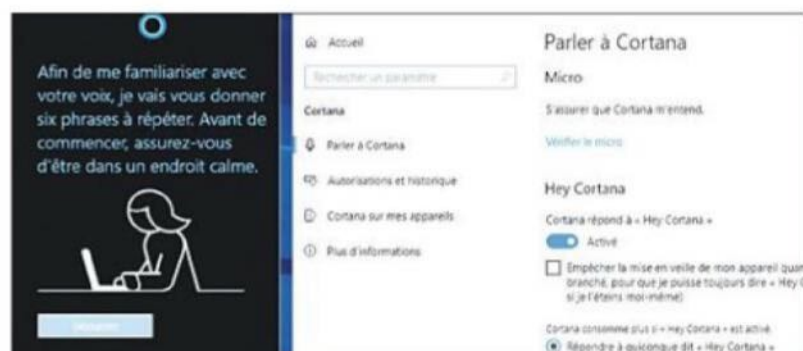 Afin de me familiariser avec
votre voix, je vais vous donner
six phrases à répéter. Avant de
commencer, assurez-vous
d'être dans un endroit calme.
Accueil
Rechercher un paramètre
Cortana
Parler à Cortana
Autorisations et historique
Cortana sur mes appareils
Plus d'informations
Parler à Cortana
Micro
S'assurer que Cortana m'entend.
Vérifier le micro
Hey Cortana
Cortana répond à « Hey Cortana »
Activé
Empêcher la mise en veille de mon appareil quan
branché, pour que je puisse toujours dire « Hey C
si je l'éteins moi-même)
Cortana consomme plus si « Hey Cortana » est activé.
Répondre à quiconque dit « Hey Cortana »